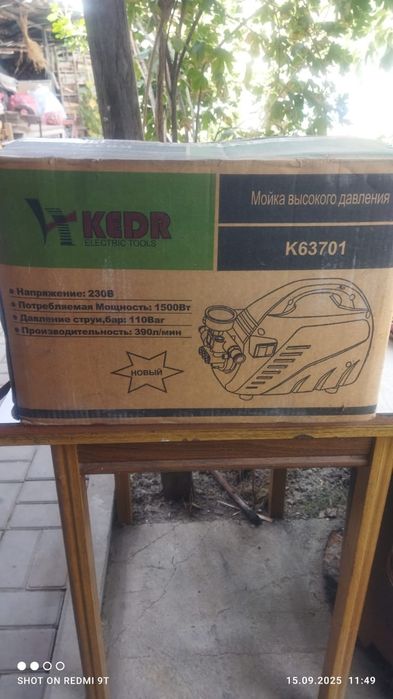 KEDR
ELECTRIC TOOLS
Мойка высокого давления
K63701
Напряжение: 230В
Потребляемая Мощность: 1500Вт
Давление струи,бар: 110Bar
Производительность: 390л/мин
НОВЫЙ
SHOT ON REDMI 9T
15.09.2025 11:49